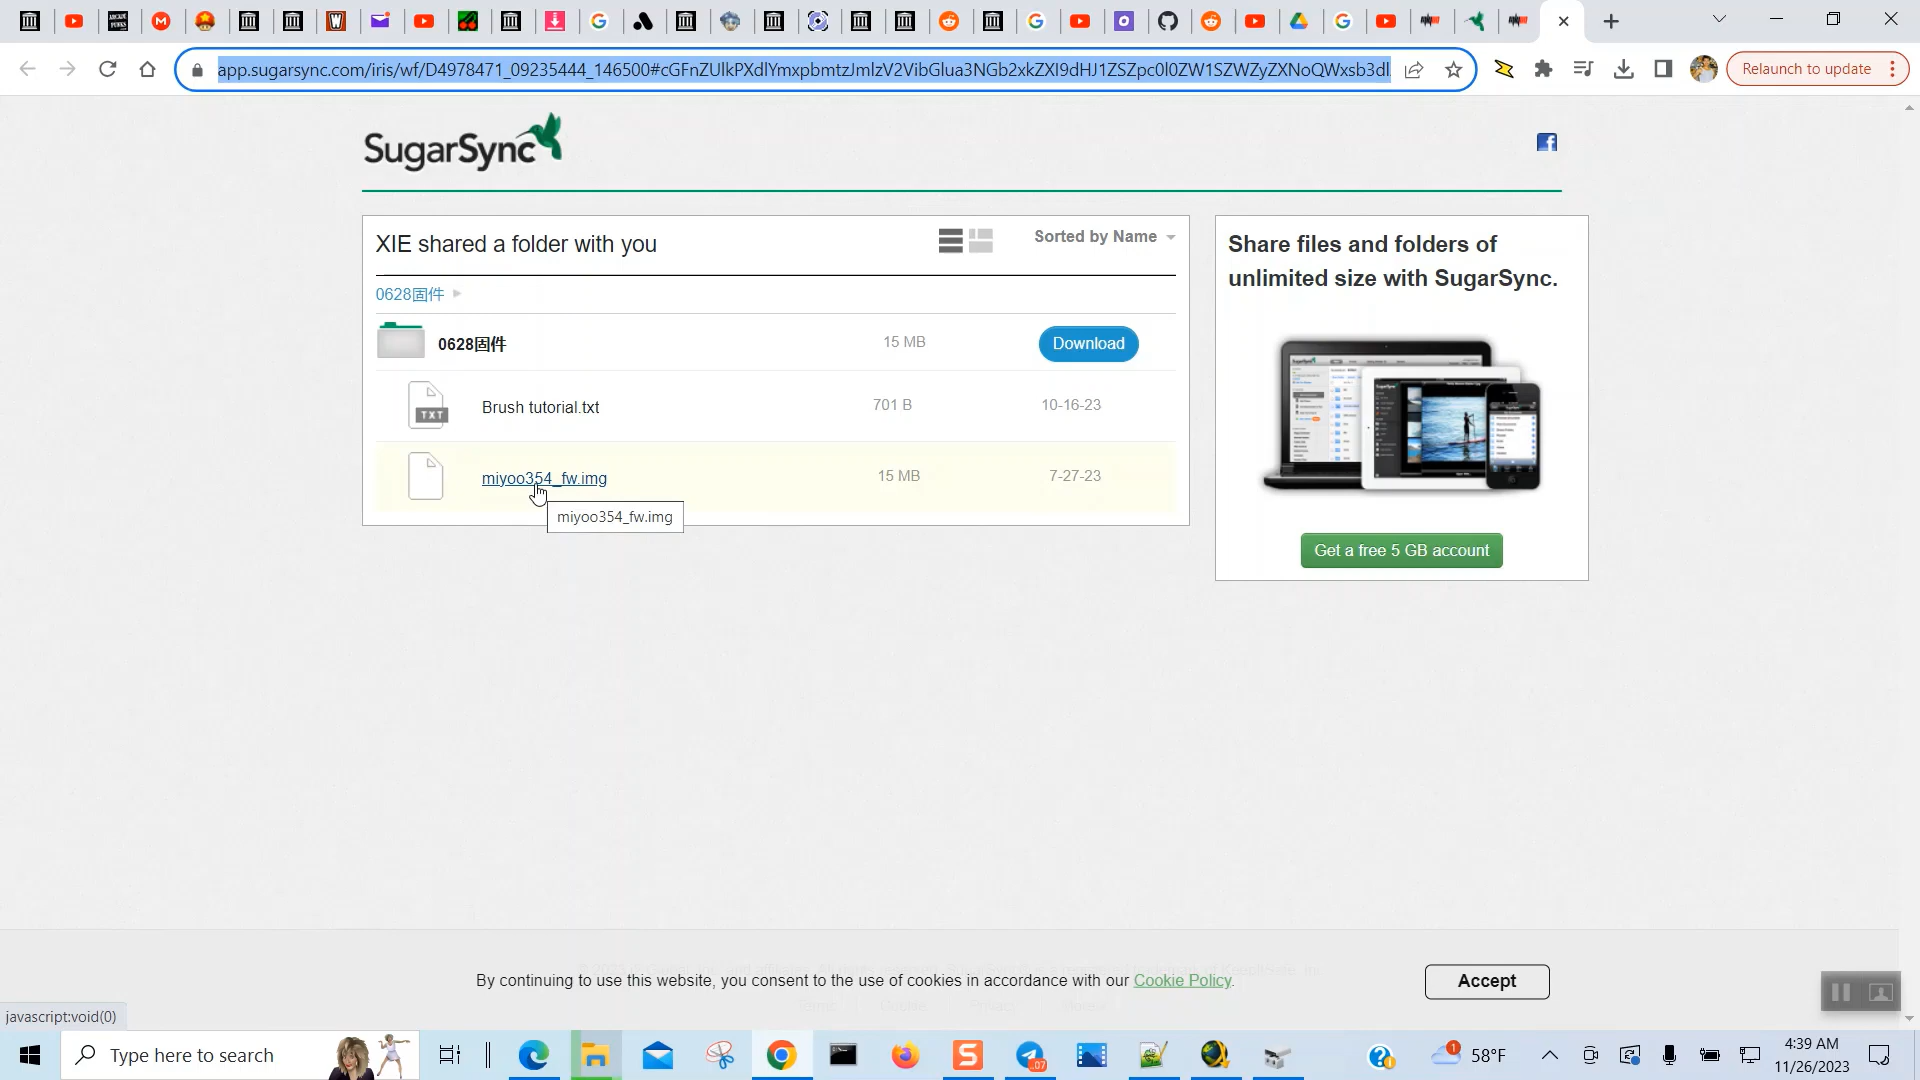 app.sugarsync.com/iris/wf/D4978471_09235444_146500#cGFnZUlkPXdlYmxpbmtzJmlzV2VibGlua3NGb2xkZXI9dHJ1ZSZpc0l0ZW1SZWZyZXNoQWxsb3dl
Relaunch to update
SugarSync
XIE shared a folder with you
Sorted by Name
0628固件
0628固件
15 MB
Download
TXT
Brush tutorial.txt
701 B
10-16-23
miyoo354_fw.img
15 MB
7-27-23
miyoo354_fw.img
Share files and folders of
unlimited size with SugarSync.
Get a free 5 GB account
By continuing to use this website, you consent to the use of cookies in accordance with our Cookie Policy.
Accept
javascript:void(0)
Type here to search
07
1
58°F
4:39 AM
11/26/2023